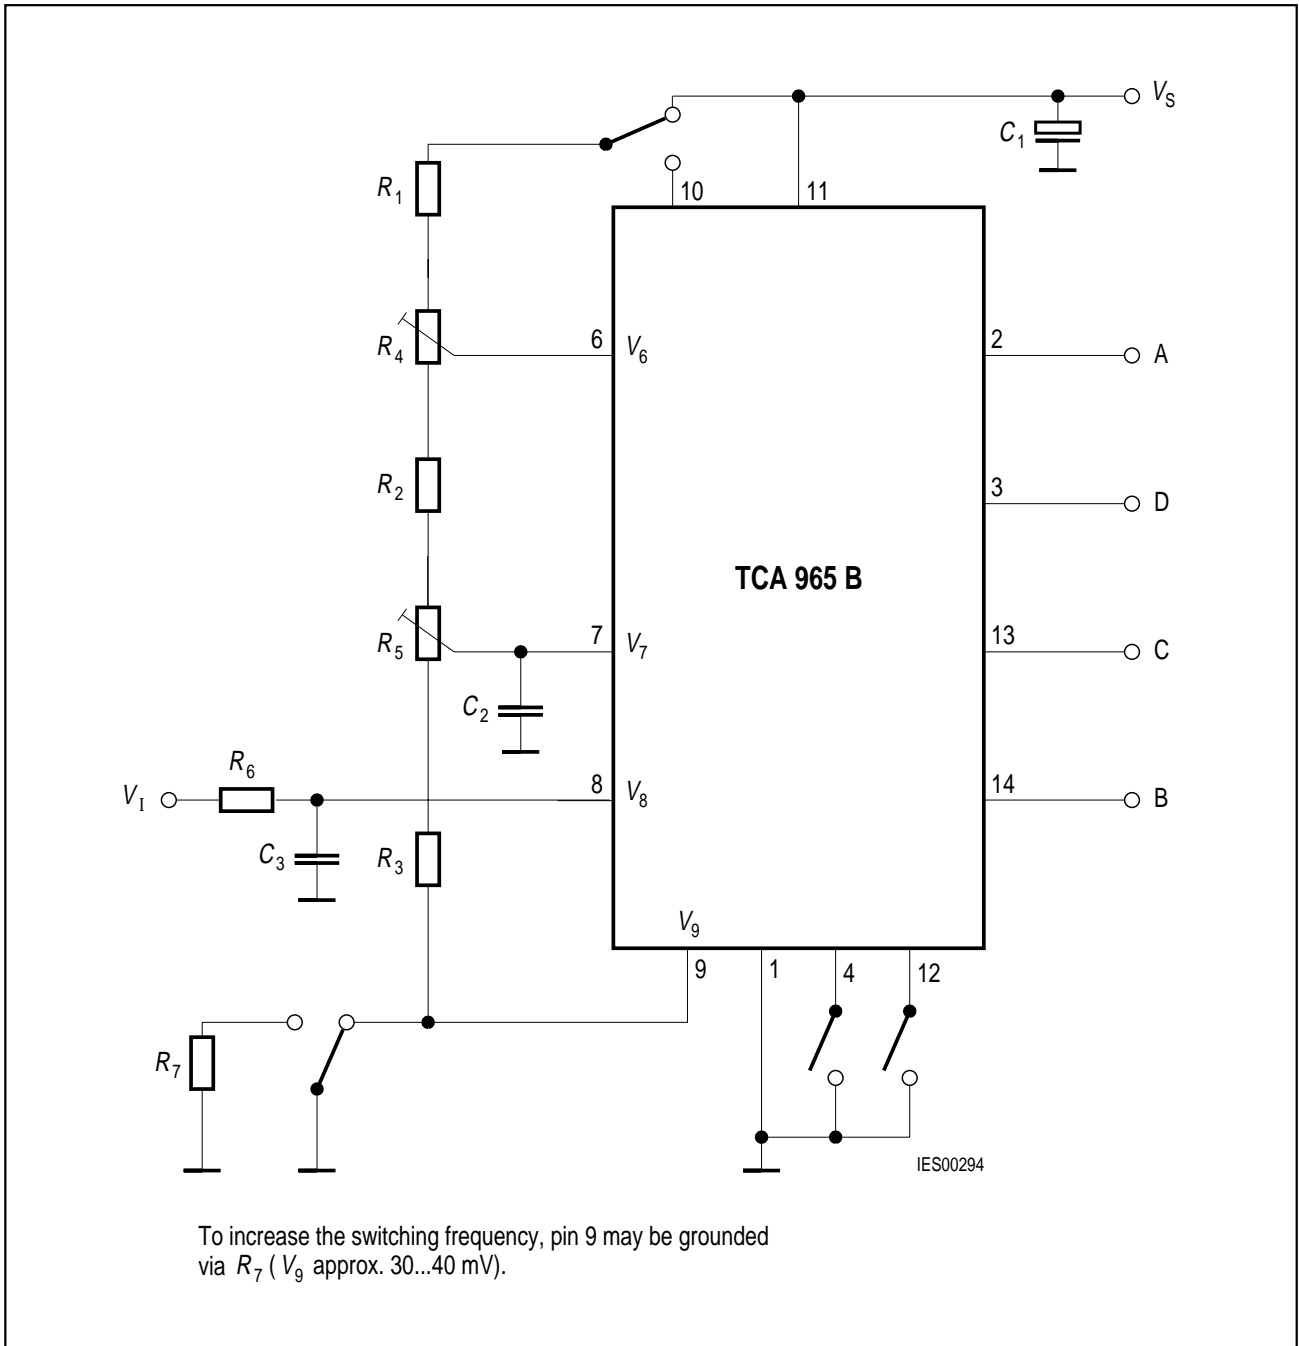 V_S
C_1
R_1
10
11
R_4
6
V_6
2
A
R_2
3
D
TCA 965 B
R_5
7
V_7
13
C
C_2
R_6
V_I
8
V_8
14
B
C_3
R_3
V_9
9
1
4
12
R_7
IES00294
To increase the switching frequency, pin 9 may be grounded
via R_7 ( V_9 approx. 30...40 mV).